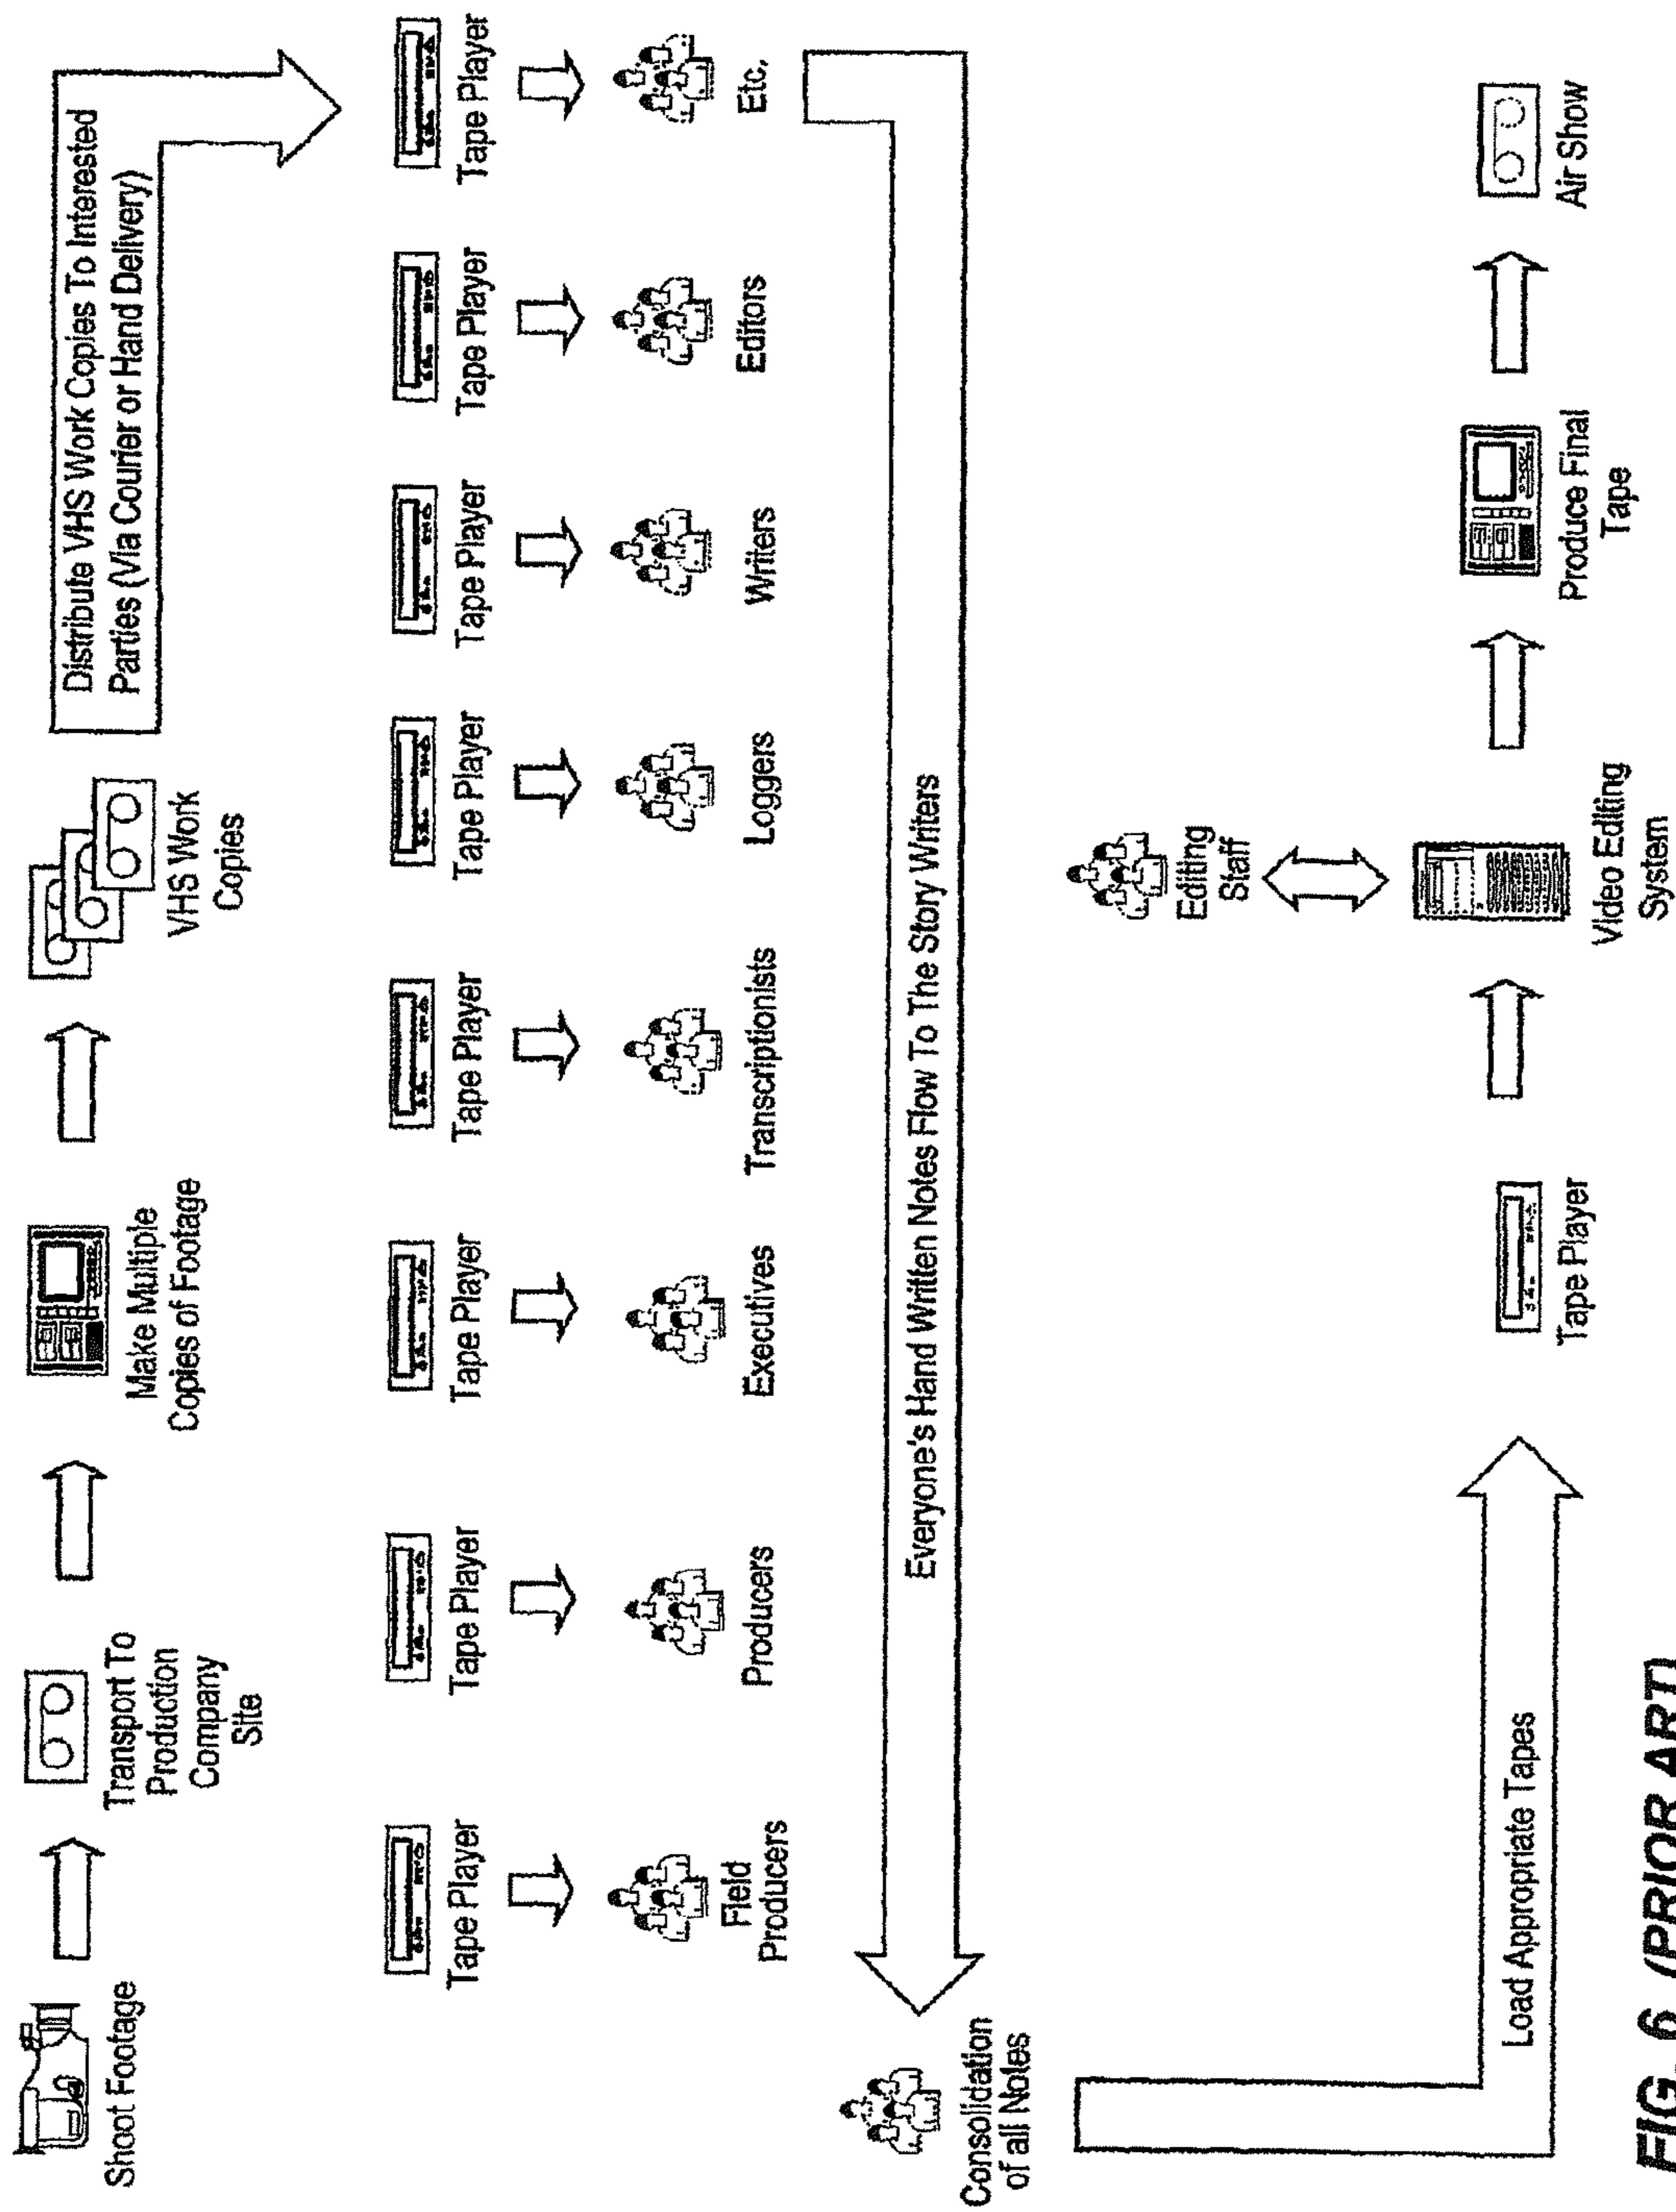 Shoot Footage
Transport To
Production
Company
Site
Make Multiple
Copies of Footage
VHS Work
Copies
Distribute VHS Work Copies To Interested
Parties (Via Courier or Hand Delivery)
Tape Player
Tape Player
Tape Player
Tape Player
Tape Player
Tape Player
Tape Player
Tape Player
Field
Producers
Producers
Executives
Transcriptionists
Loggers
Writers
Editors
Etc.
Everyone's Hand Written Notes Flow To The Story Writers
Consolidation
of all Notes
Editing
Staff
Load Appropriate Tapes
Tape Player
Video Editing
System
Produce Final
Tape
Air Show
FIG. 6 (PRIOR ART)